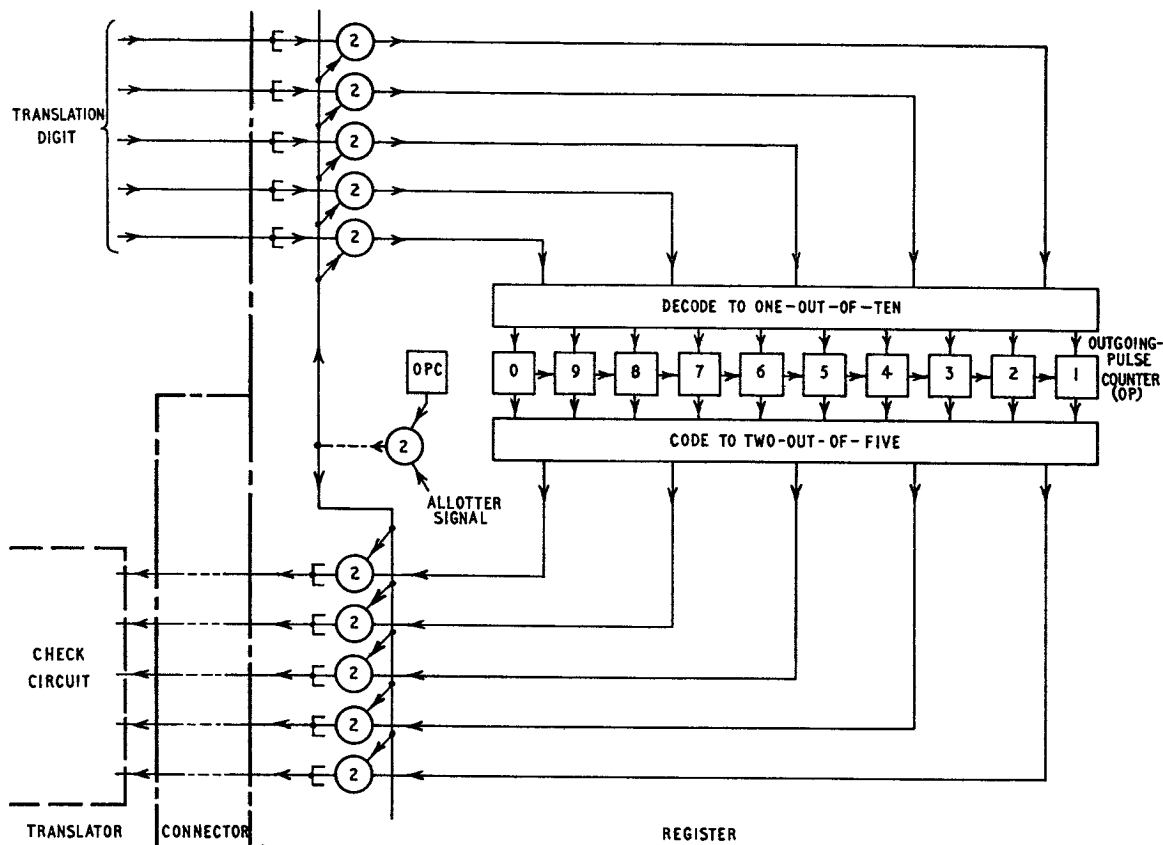 2
2
TRANSLATION
DIGIT
2
2
2
DECODE TO ONE-OUT-OF-TEN
OUTGOING-
PULSE
COUNTER
(OP)
OPC
0 9 8 7 6 5 4 3 2 1
2
CODE TO TWO-OUT-OF-FIVE
ALLOTTER
SIGNAL
2
2
CHECK
CIRCUIT
2
2
2
TRANSLATOR
CONNECTOR
REGISTER